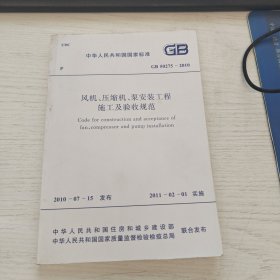 UDC
中华人民共和国国家标准
GB
P
GB 50275-2010
风机、压缩机、泵安装工程
施工及验收规范
Code for construction and acceptance of
fan, compressor and pump installation
2010-07-15 发布
2011-02-01 实施
中华人民共和国住房和城乡建设部
中华人民共和国国家质量监督检验检疫总局
联合发布